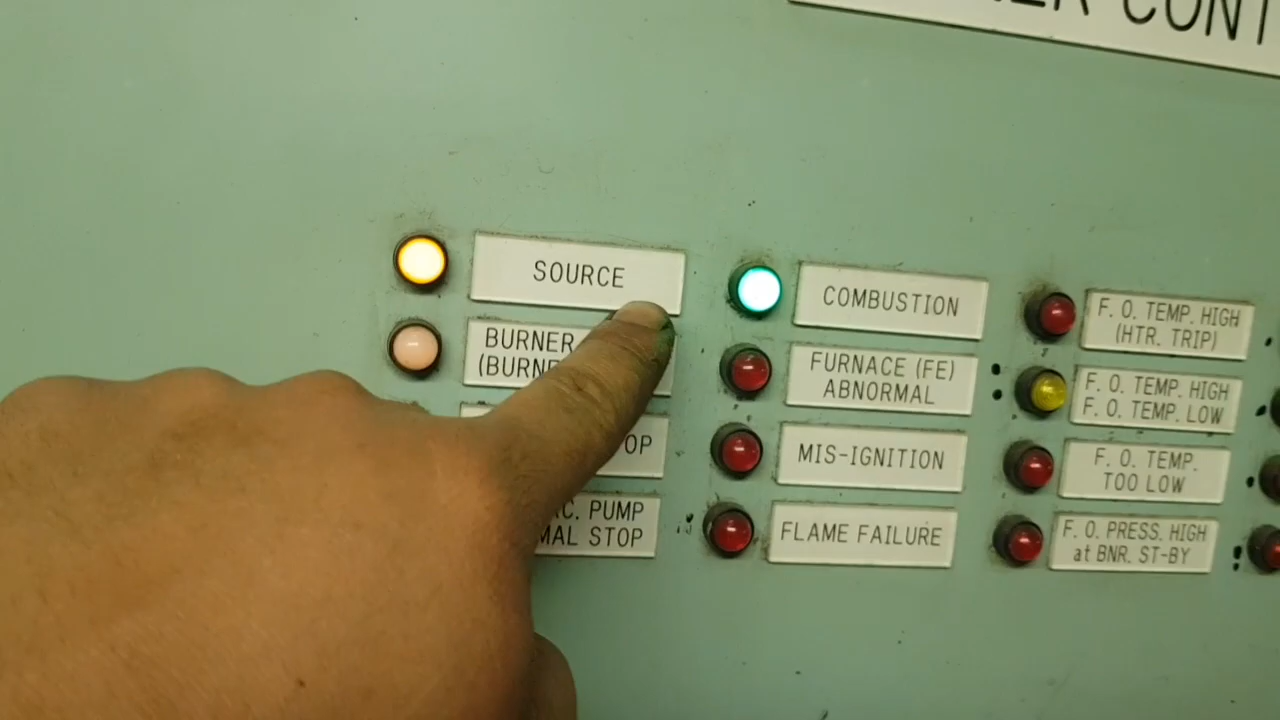 CONT
SOURCE
BURNER
(BURNE
OP
C. PUMP
MAL STOP
COMBUSTION
FURNACE (FE)
ABNORMAL
MIS-IGNITION
FLAME FAILURE
F. O. TEMP. HIGH
(HTR. TRIP)
F. O. TEMP. HIGH
F. O. TEMP. LOW
F. O. TEMP.
TOO LOW
F. O. PRESS. HIGH
at BNR. ST-BY